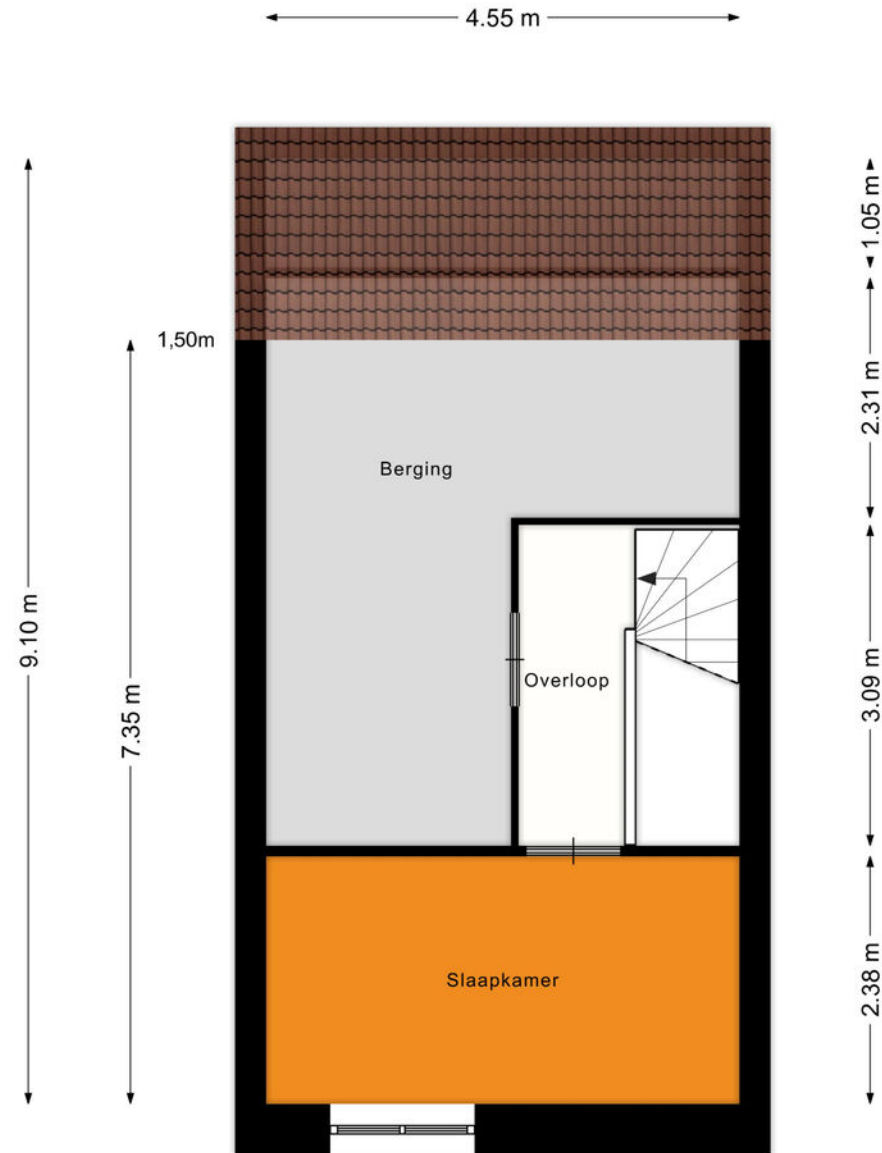 4.55 m
1.05 m
1,50m
2.31 m
Berging
9.10 m
7.35 m
Overloop
3.09 m
Slaapkamer
2.38 m